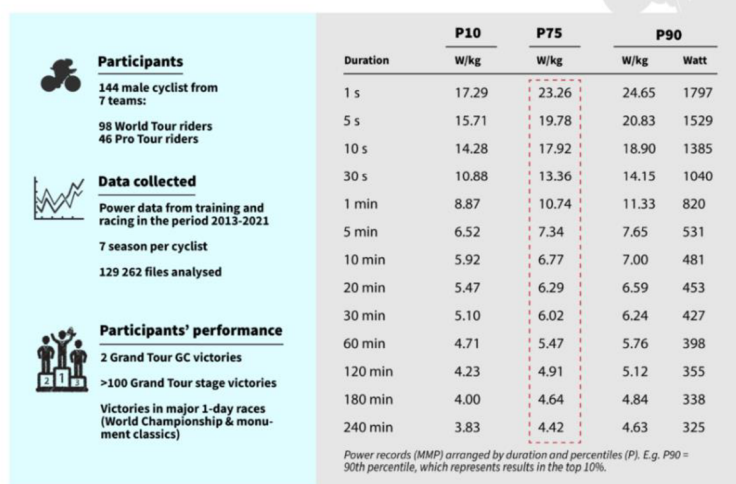 Participants
144 male cyclist from
7 teams:
98 World Tour riders
46 Pro Tour riders
Data collected
Power data from training and
racing in the period 2013-2021
7 season per cyclist
129 262 files analysed
Participants' performance
2 Grand Tour GC victories
>100 Grand Tour stage victories
Victories in major 1-day races
(World Championship & monu-
ment classics)
2 1 3
P10 P75 P90
Duration W/kg W/kg W/kg Watt
1 s 17.29 23.26 24.65 1797
5 s 15.71 19.78 20.83 1529
10 s 14.28 17.92 18.90 1385
30 s 10.88 13.36 14.15 1040
1 min 8.87 10.74 11.33 820
5 min 6.52 7.34 7.65 531
10 min 5.92 6.77 7.00 481
20 min 5.47 6.29 6.59 453
30 min 5.10 6.02 6.24 427
60 min 4.71 5.47 5.76 398
120 min 4.23 4.91 5.12 355
180 min 4.00 4.64 4.84 338
240 min 3.83 4.42 4.63 325
Power records (MMP) arranged by duration and percentiles (P). E.g. P90 =
90th percentile, which represents results in the top 10%.